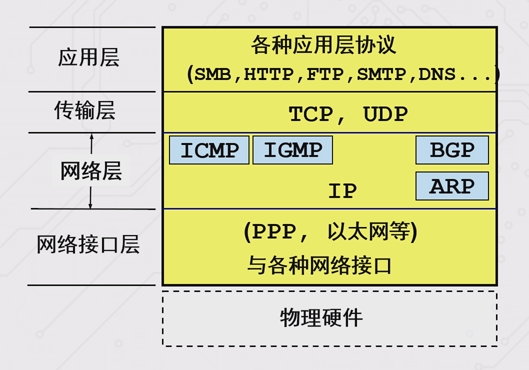 应用层
各种应用层协议
(SMB,HTTP,FTP,SMTP,DNS...)
传输层
TCP, UDP
网络层
ICMP IGMP BGP
IP
ARP
网络接口层
(PPP, 以太网等)
与各种网络接口
物理硬件